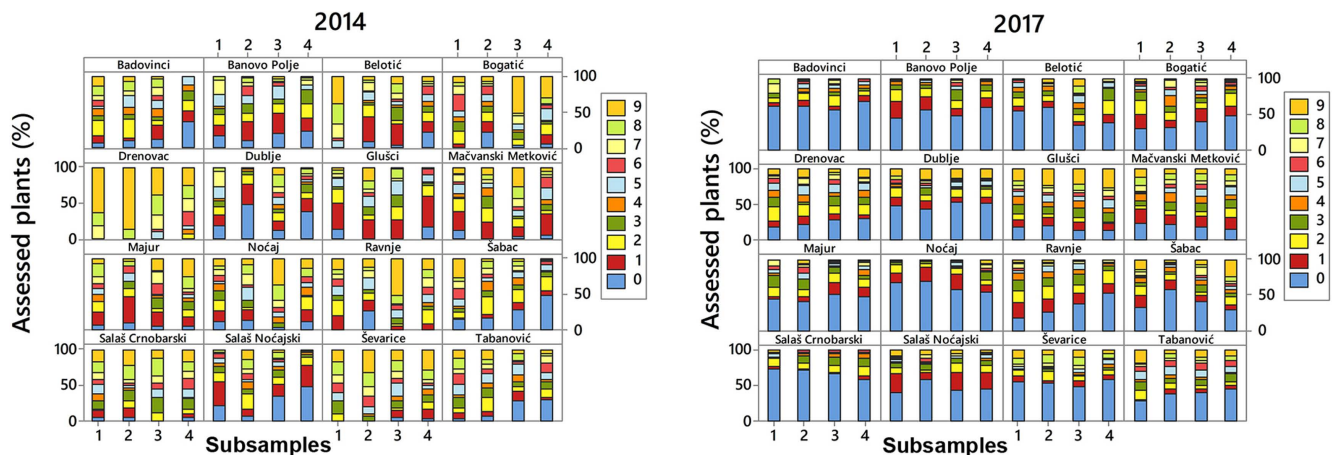 2014
1 2 3 4 1 2 3 4
Badovinci Banovo Polje Belotić Bogatić
100
50
0
Drenovac Dublje Glušci Mačvanski Metković
100
50
0
Majur Noćaj Ravnje Šabac
100
50
0
Salaš Crnobarski Salaš Noćajski Ševarice Tabanović
100
50
0
1 2 3 4 1 2 3 4
Assessed plants (%)
Subsamples
9
8
7
6
5
4
3
2
1
0
2017
1 2 3 4 1 2 3 4
Badovinci Banovo Polje Belotić Bogatić
100
50
0
Drenovac Dublje Glušci Mačvanski Metković
100
50
0
Majur Noćaj Ravnje Šabac
100
50
0
Salaš Crnobarski Salaš Noćajski Ševarice Tabanović
100
50
0
1 2 3 4 1 2 3 4
Assessed plants (%)
Subsamples
9
8
7
6
5
4
3
2
1
0